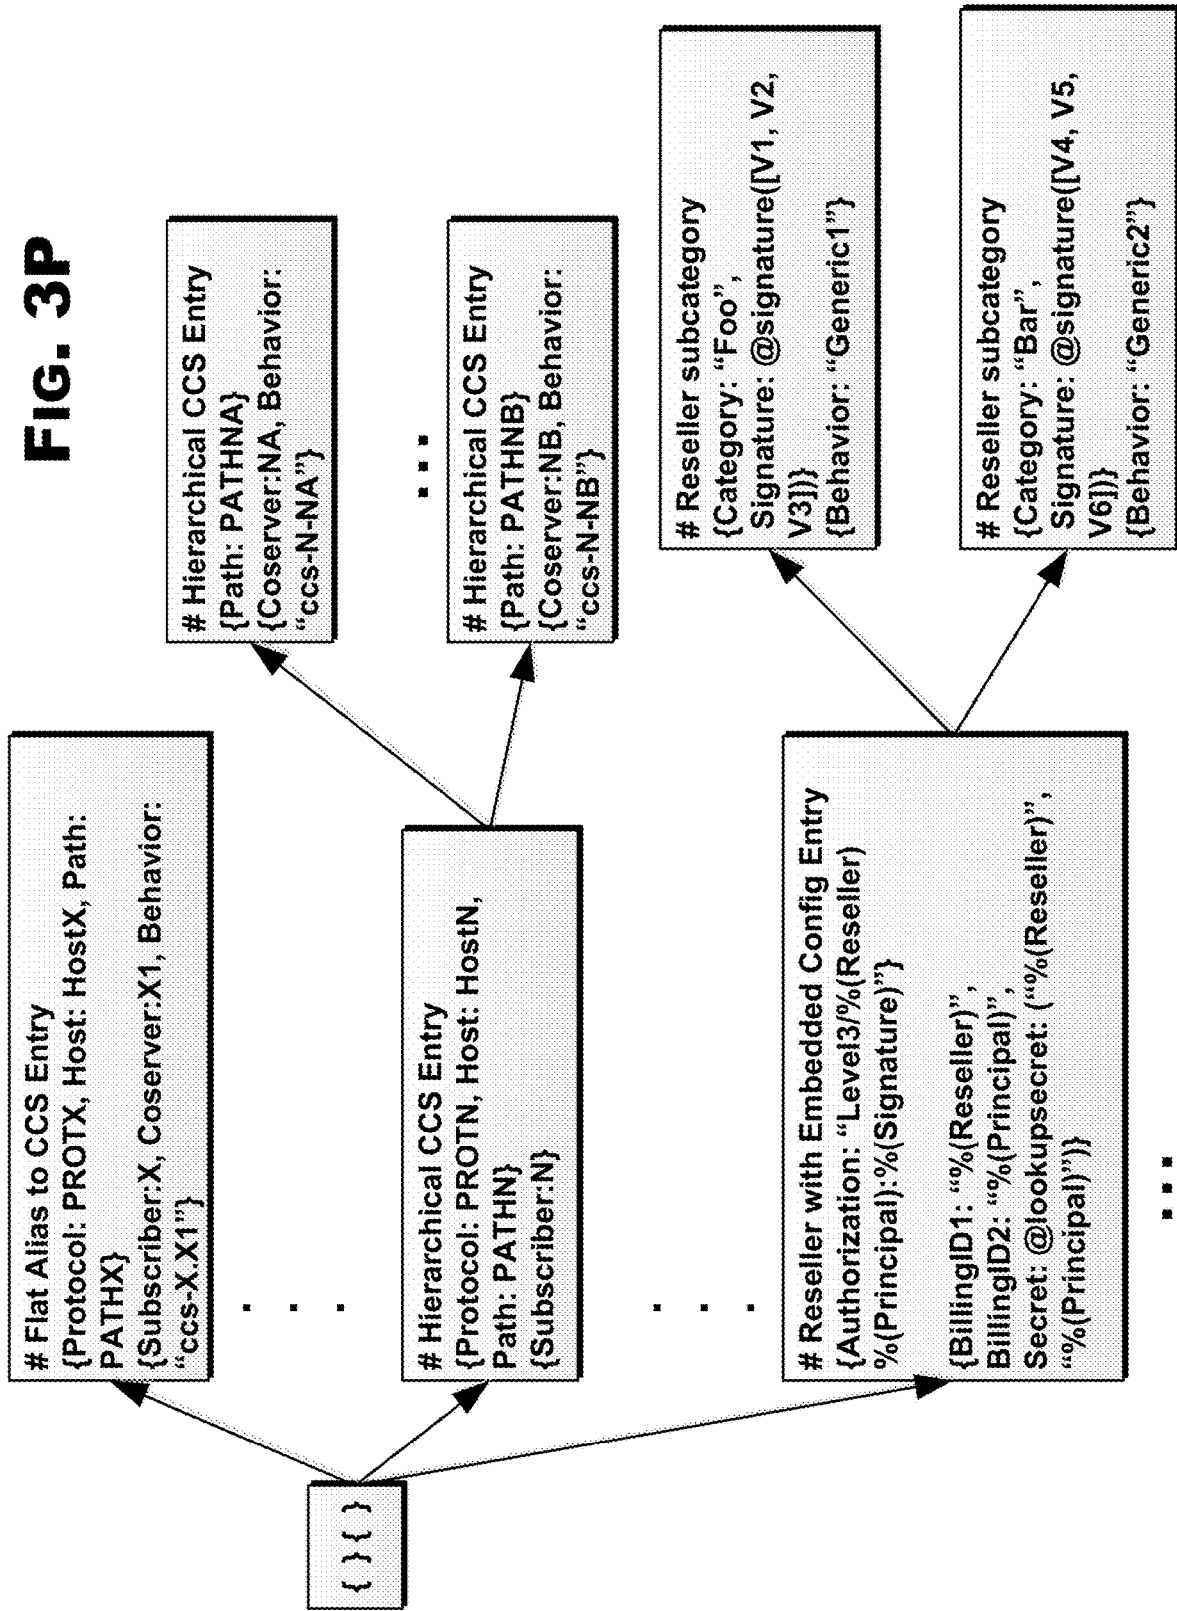 FIG. 3P
{ } { }
# Flat Alias to CCS Entry
{Protocol: PROTX, Host: HostX, Path:
PATHX}
{Subscriber:X, Coserver:X1, Behavior:
“ccs-X.X1”}
. . .
# Hierarchical CCS Entry
{Protocol: PROTN, Host: HostN,
Path: PATHN}
{Subscriber:N}
. . .
# Reseller with Embedded Config Entry
{Authorization: “Level3/%(Reseller)
%(Principal):%(Signature)”}
{BillingID1: “%(Reseller)”,
BillingID2: “%(Principal)”,
Secret: @lookupsecret: (“%(Reseller)”,
“%(Principal)”)}
...
# Hierarchical CCS Entry
{Path: PATHNA}
{Coserver:NA, Behavior:
“ccs-N-NA”}
...
# Hierarchical CCS Entry
{Path: PATHNB}
{Coserver:NB, Behavior:
“ccs-N-NB”}
# Reseller subcategory
{Category: “Foo”,
Signature: @signature([V1, V2,
V3])}
{Behavior: “Generic1”}
# Reseller subcategory
{Category: “Bar”,
Signature: @signature([V4, V5,
V6])}
{Behavior: “Generic2”}